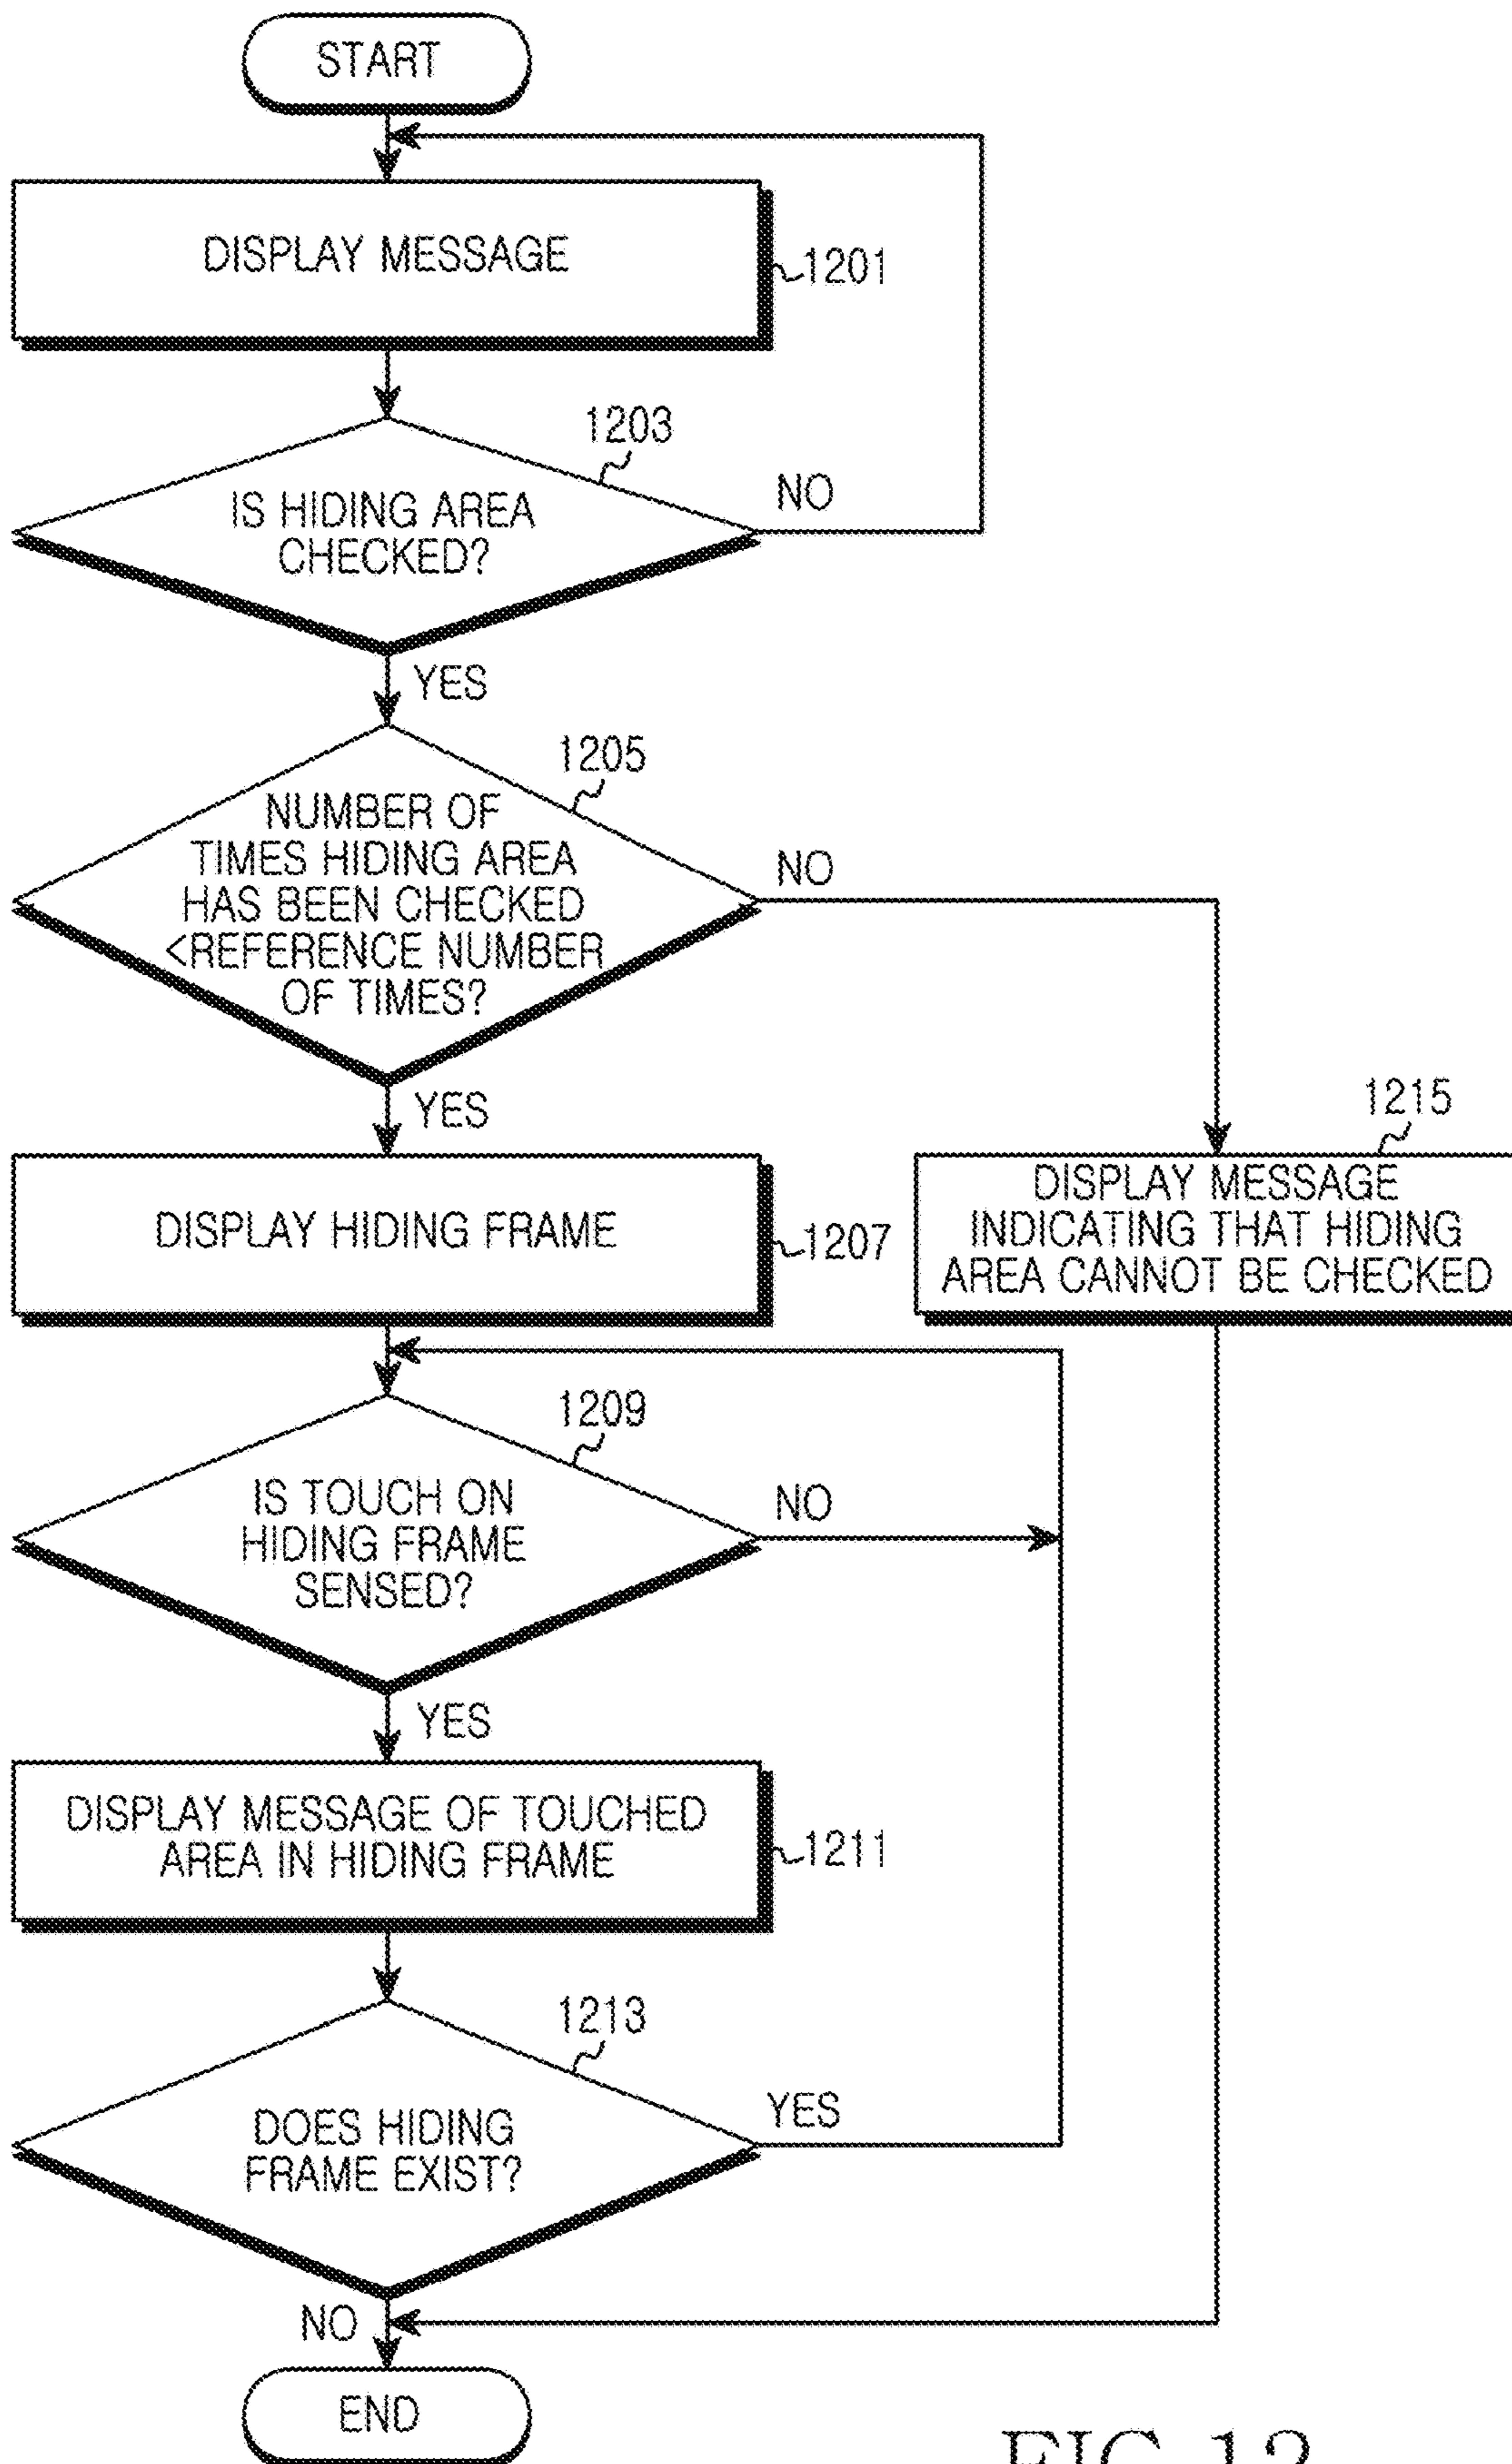 START
DISPLAY MESSAGE
1201
1203
IS HIDING AREA
CHECKED?
NO
YES
1205
NUMBER OF
TIMES HIDING AREA
HAS BEEN CHECKED
<REFERENCE NUMBER
OF TIMES?
NO
YES
DISPLAY HIDING FRAME
1207
1215
DISPLAY MESSAGE
INDICATING THAT HIDING
AREA CANNOT BE CHECKED
1209
IS TOUCH ON
HIDING FRAME
SENSED?
NO
YES
DISPLAY MESSAGE OF TOUCHED
AREA IN HIDING FRAME
1211
1213
DOES HIDING
FRAME EXIST?
YES
NO
END
FIG.12